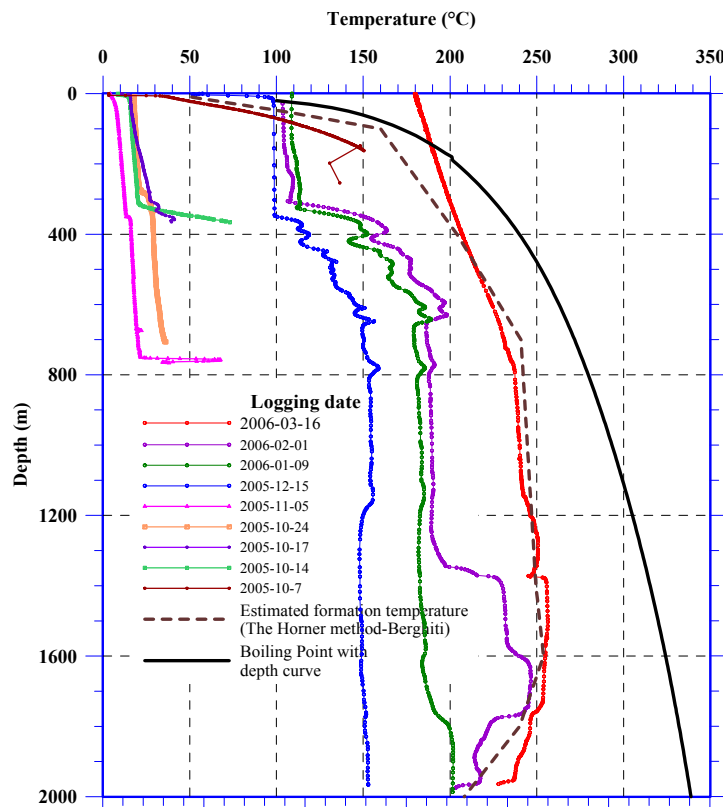 Temperature (°C)
0 50 100 150 200 250 300 350
0
400
800
1200
1600
2000
Depth (m)
Logging date
2006-03-16
2006-02-01
2006-01-09
2005-12-15
2005-11-05
2005-10-24
2005-10-17
2005-10-14
2005-10-7
Estimated formation temperature
(The Horner method-Berghiti)
Boiling Point with
depth curve